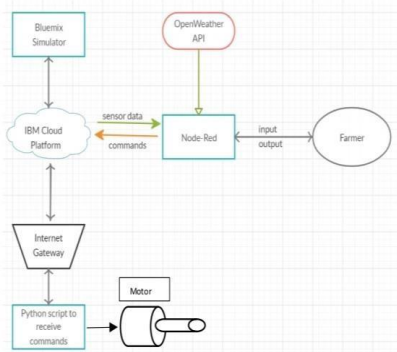 Bluemix
Simulator
OpenWeather
API
sensor data
IBM Cloud
Platform
commands
Node-Red
input
output
Farmer
Internet
Gateway
Motor
Python script to
receive
commands